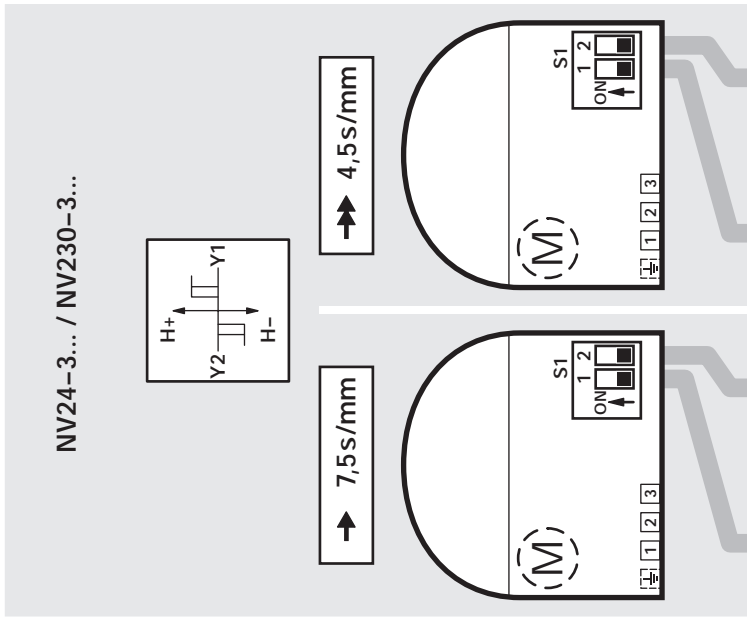 NV24-3... / NV230-3...
H+
Y2 Y1
H-
7,5s/mm
4,5s/mm
M
S1
1 2
ON
1 2 3
M
S1
1 2
ON
1 2 3